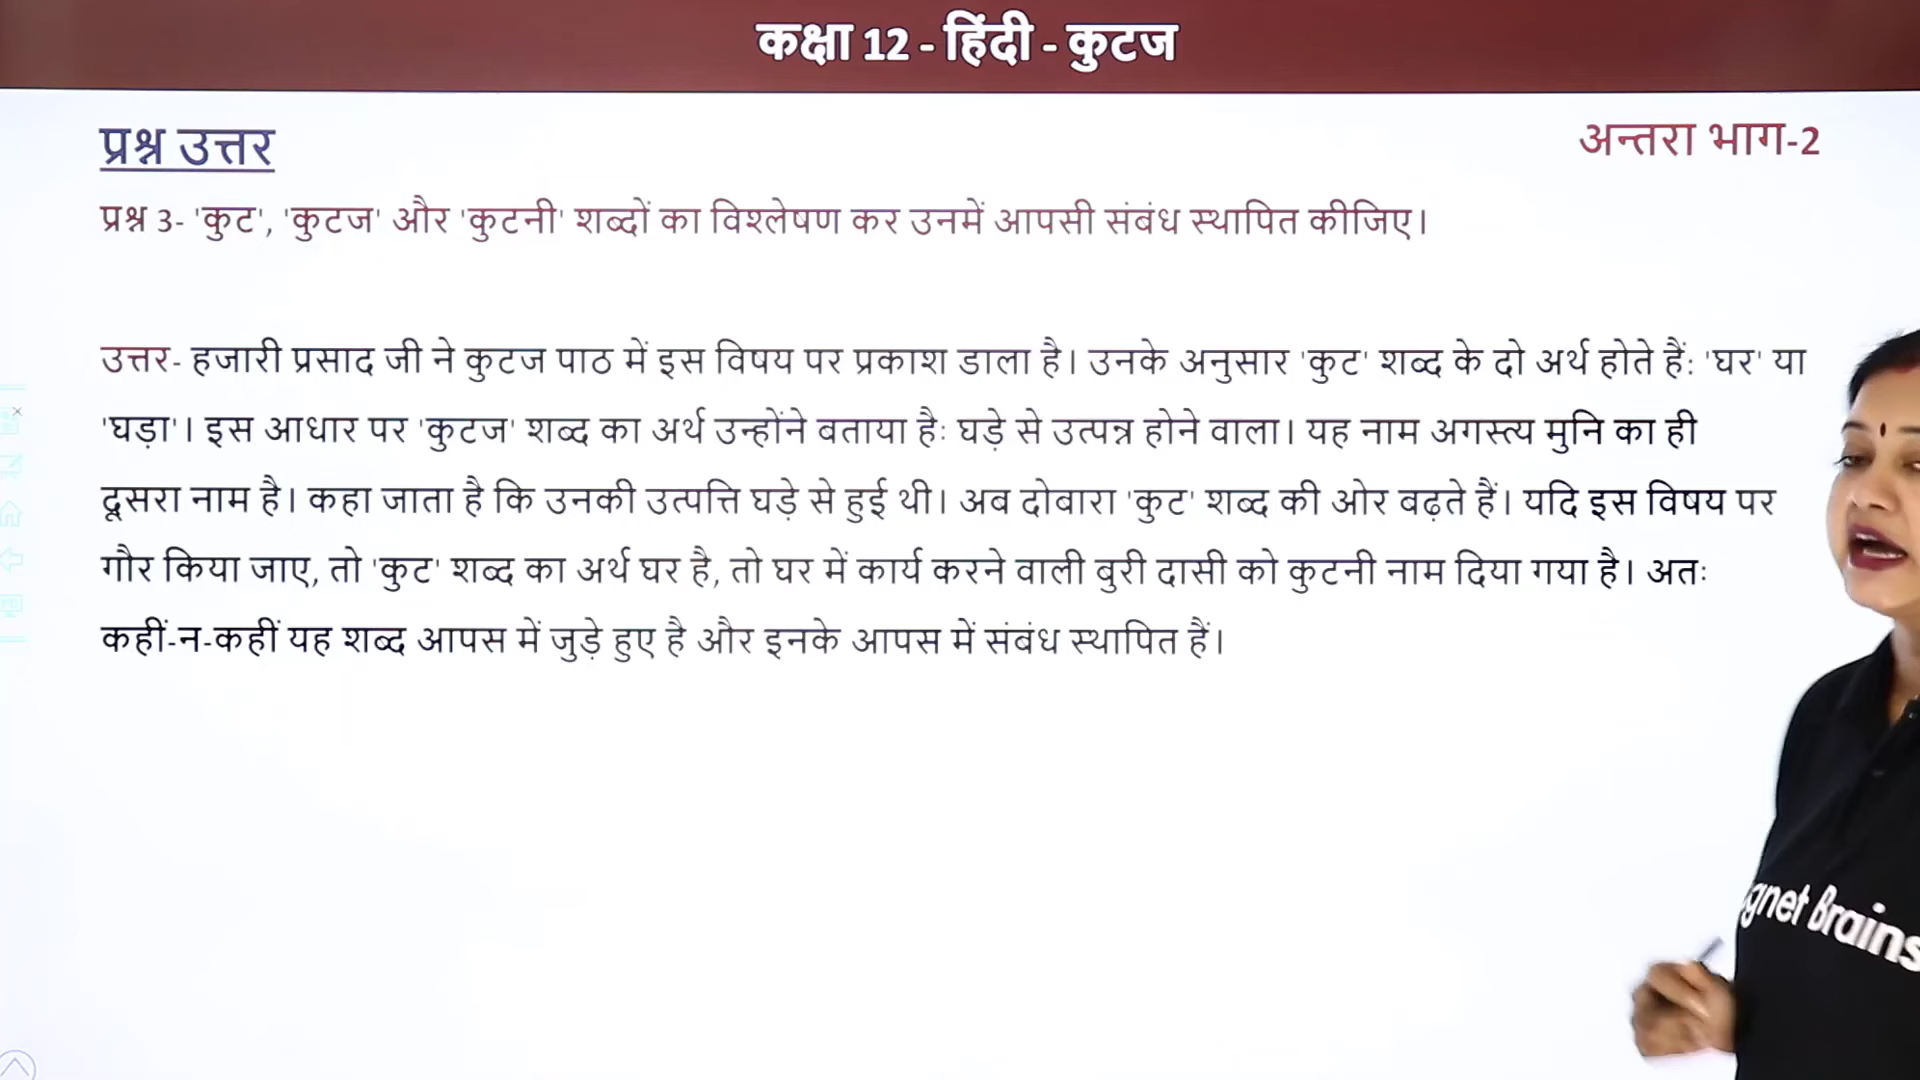 कक्षा 12 - हिंदी - कुटज
प्रश्न उत्तर
अन्तरा भाग-2
प्रश्न 3- 'कुट', 'कुटज' और 'कुटनी' शब्दों का विश्लेषण कर उनमें आपसी संबंध स्थापित कीजिए।
उत्तर- हजारी प्रसाद जी ने कुटज पाठ में इस विषय पर प्रकाश डाला है। उनके अनुसार 'कुट' शब्द के दो अर्थ होते हैं: 'घर' या
'घड़ा'। इस आधार पर 'कुटज' शब्द का अर्थ उन्होंने बताया है: घड़े से उत्पन्न होने वाला। यह नाम अगस्त्य मुनि का ही
दूसरा नाम है। कहा जाता है कि उनकी उत्पत्ति घड़े से हुई थी। अब दोबारा 'कुट' शब्द की ओर बढ़ते हैं। यदि इस विषय पर
गौर किया जाए, तो 'कुट' शब्द का अर्थ घर है, तो घर में कार्य करने वाली बुरी दासी को कुटनी नाम दिया गया है। अतः
कहीं-न-कहीं यह शब्द आपस में जुड़े हुए है और इनके आपस में संबंध स्थापित हैं।
gnet Brains